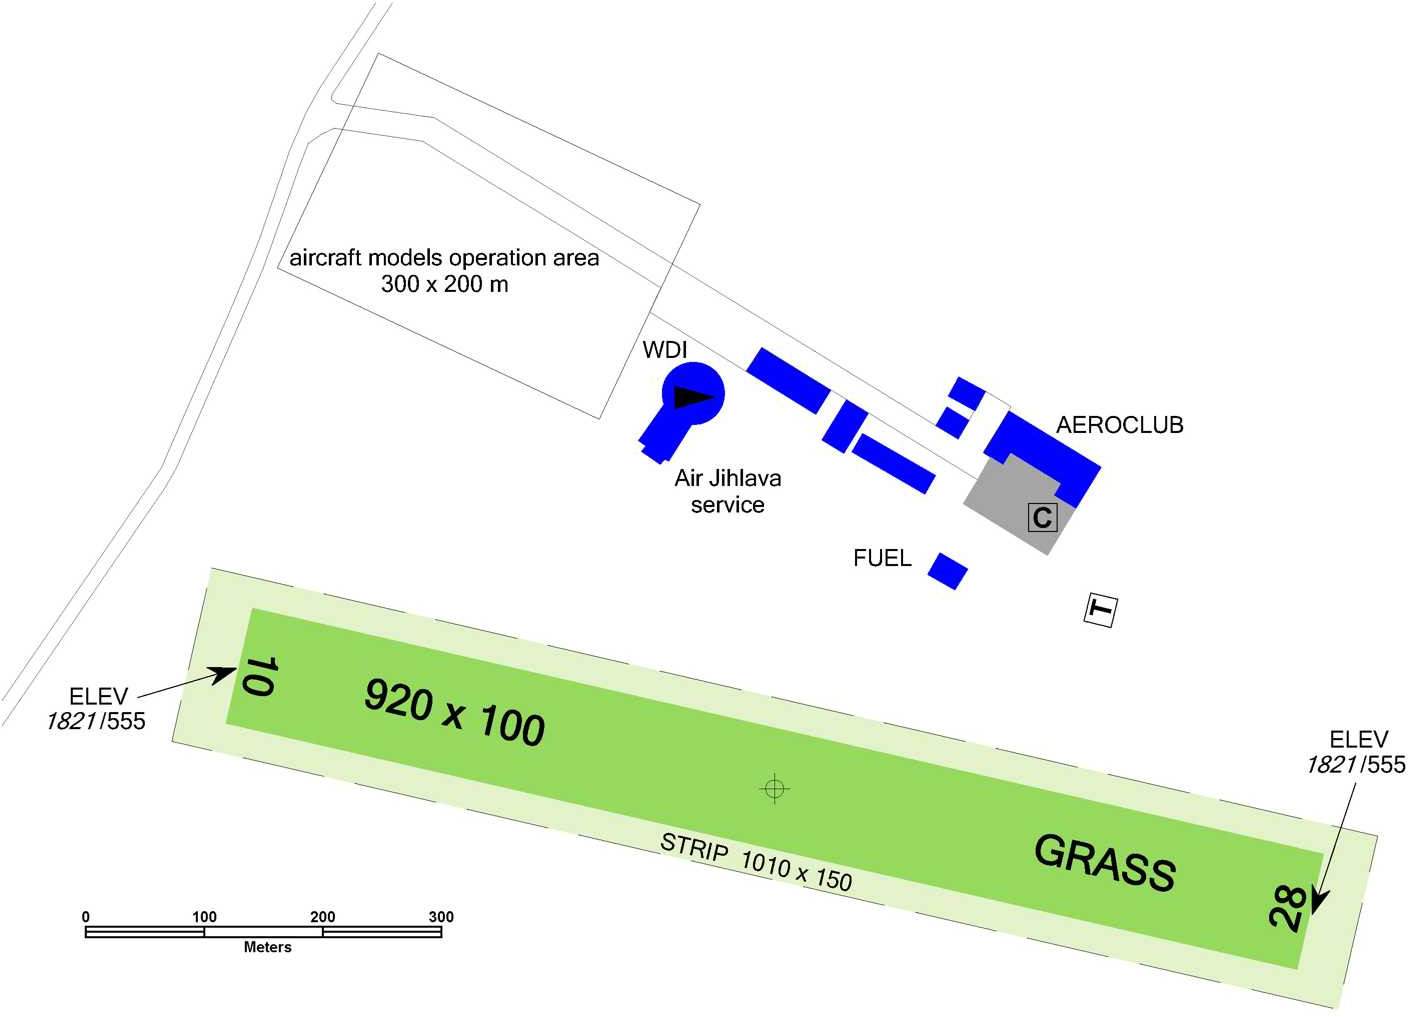 aircraft models operation area
300 x 200 m
WDI
AEROCLUB
Air Jihlava
service
C
FUEL
T
10
920 x 100
ELEV
1821/555
ELEV
1821/555
STRIP 1010 x 150
GRASS
28
0 100 200 300
Meters